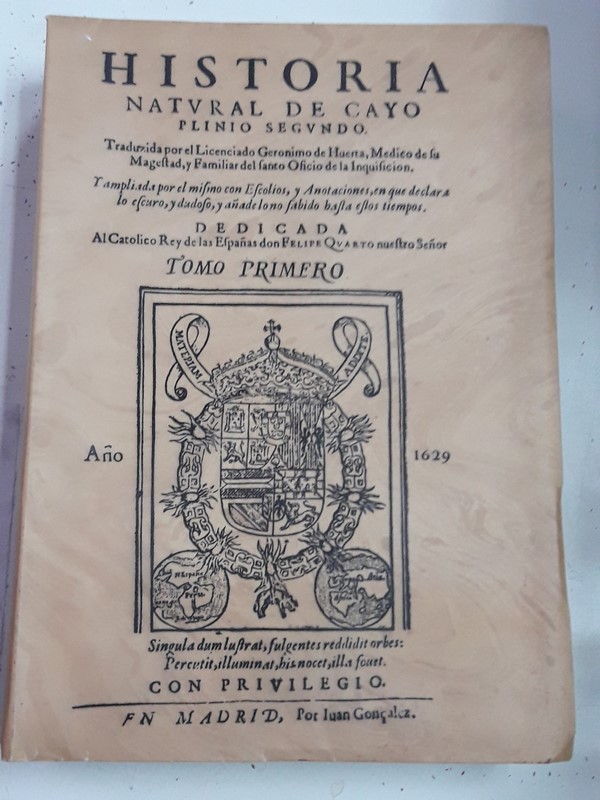 HISTORIA
NATVRAL DE CAYO
PLINIO SEGVNDO.
Traduzida por el Licenciado Geronimo de Huerta, Medico de ſu
Mageſtad, y Familiar del ſanto Oficio de la Inquiſicion.
Y ampliada por el miſmo con Eſcolios, y Anotaciones, en que declara
lo eſcuro, y dudoſo, y añade lo no ſabido haſta eſtos tiempos.
DEDICADA
Al Catolico Rey de las Eſpañas don FELIPE QVARTO nueſtro Señor
TOMO PRIMERO
MATERIAM
Año
1629
N Eſpaña
Peru
Aſia
Singula dum luſtrat, fulgentes reddidit orbes:
Percutit, illuminat, his nocet, illa fouet.
CON PRIVILEGIO.
EN MADRID, Por Iuan Gonçalez.